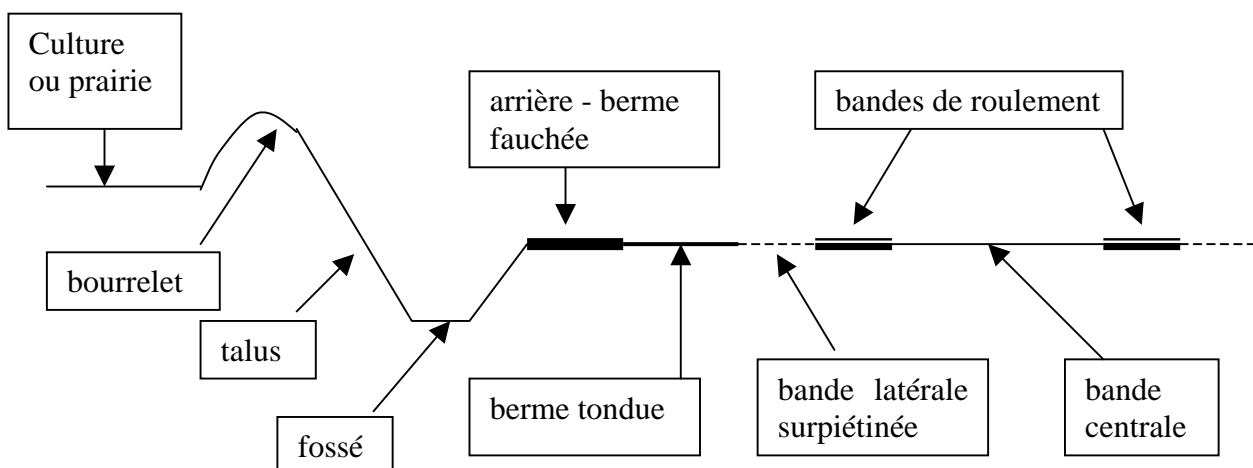 Culture
ou prairie
arrière - berme
fauchée
bandes de roulement
bourrelet
talus
fossé
berme tondue
bande latérale
surpiétinée
bande
centrale